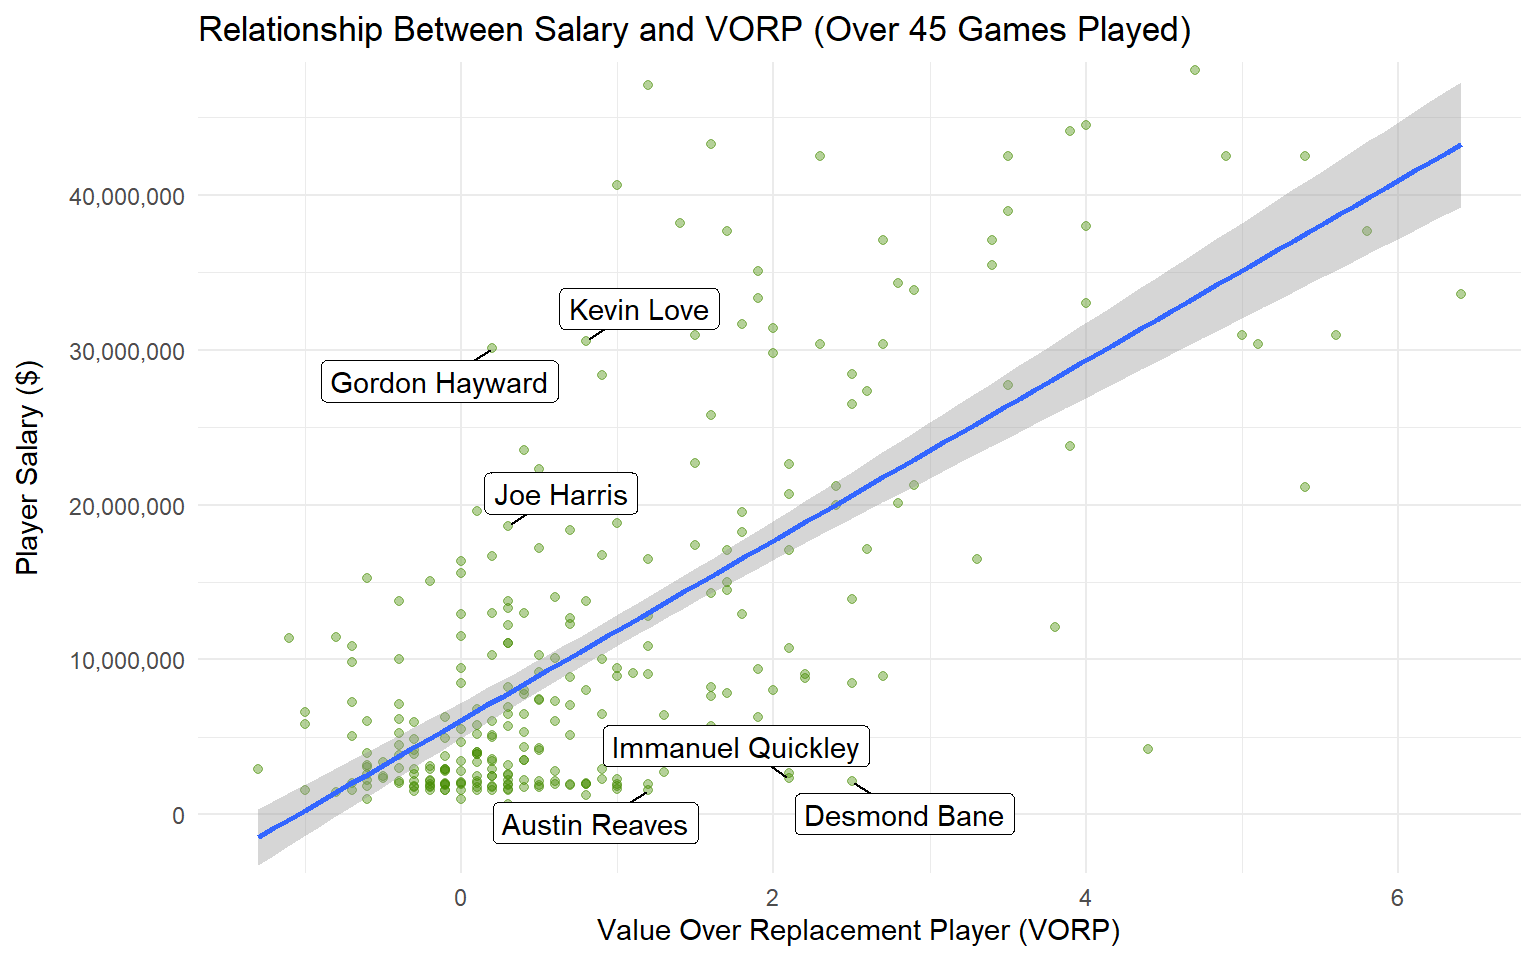 Relationship Between Salary and VORP (Over 45 Games Played)
Player Salary ($)
40,000,000
30,000,000
20,000,000
10,000,000
0
Kevin Love
Gordon Hayward
Joe Harris
Immanuel Quickley
Desmond Bane
Austin Reaves
0 2 4 6
Value Over Replacement Player (VORP)